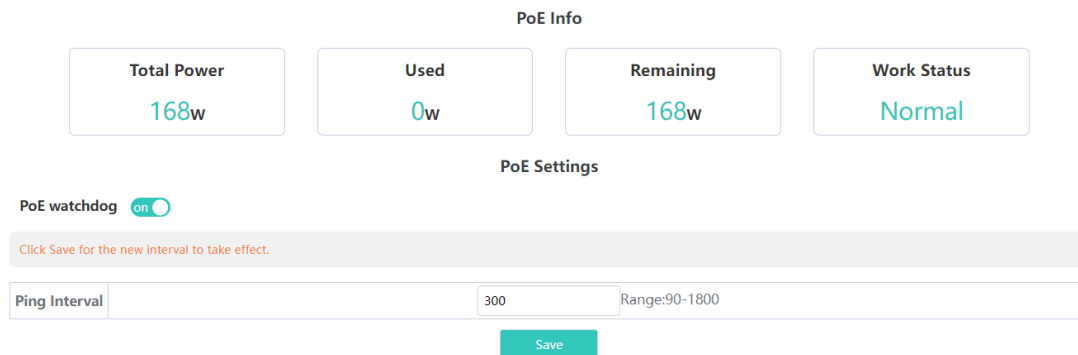 PoE Info
Total Power Used Remaining Work Status
168w 0w 168w Normal
PoE Settings
PoE watchdog on
Click Save for the new interval to take effect.
Ping Interval 300 Range:90-1800
Save